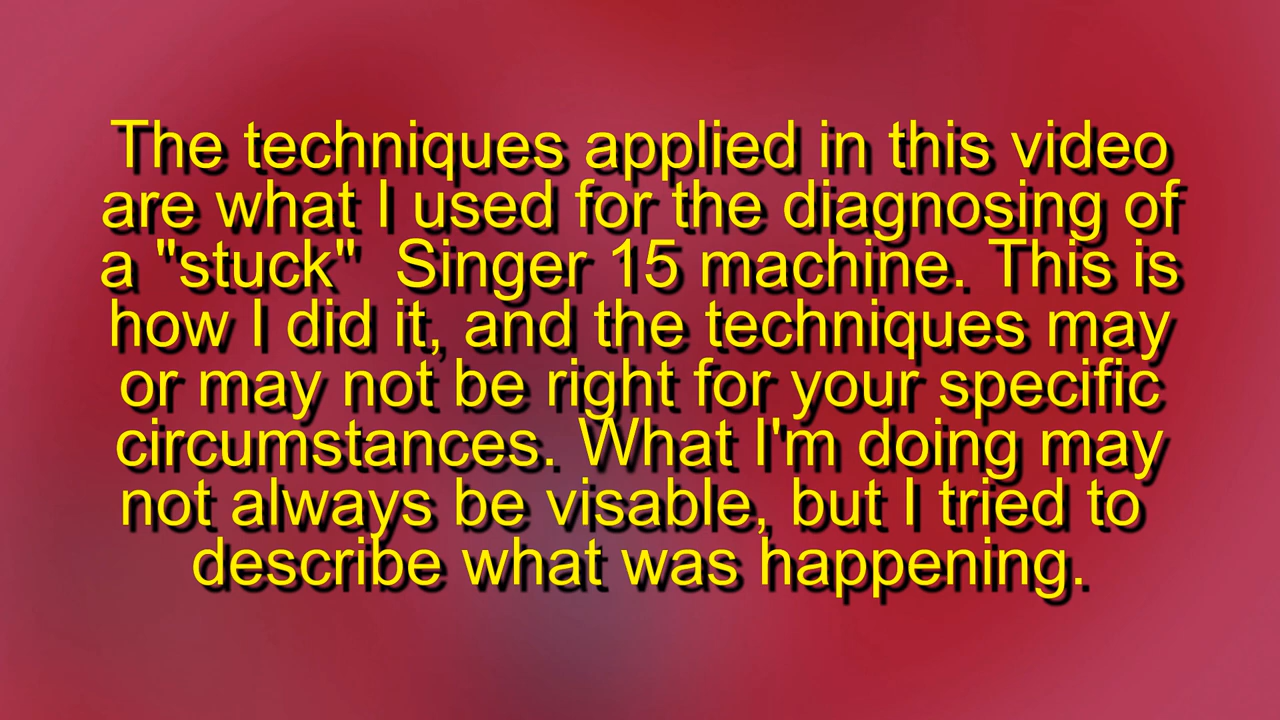 The techniques applied in this video
are what I used for the diagnosing of
a "stuck"  Singer 15 machine. This is
how I did it, and the techniques may
or may not be right for your specific
circumstances. What I'm doing may
not always be visable, but I tried to
describe what was happening.